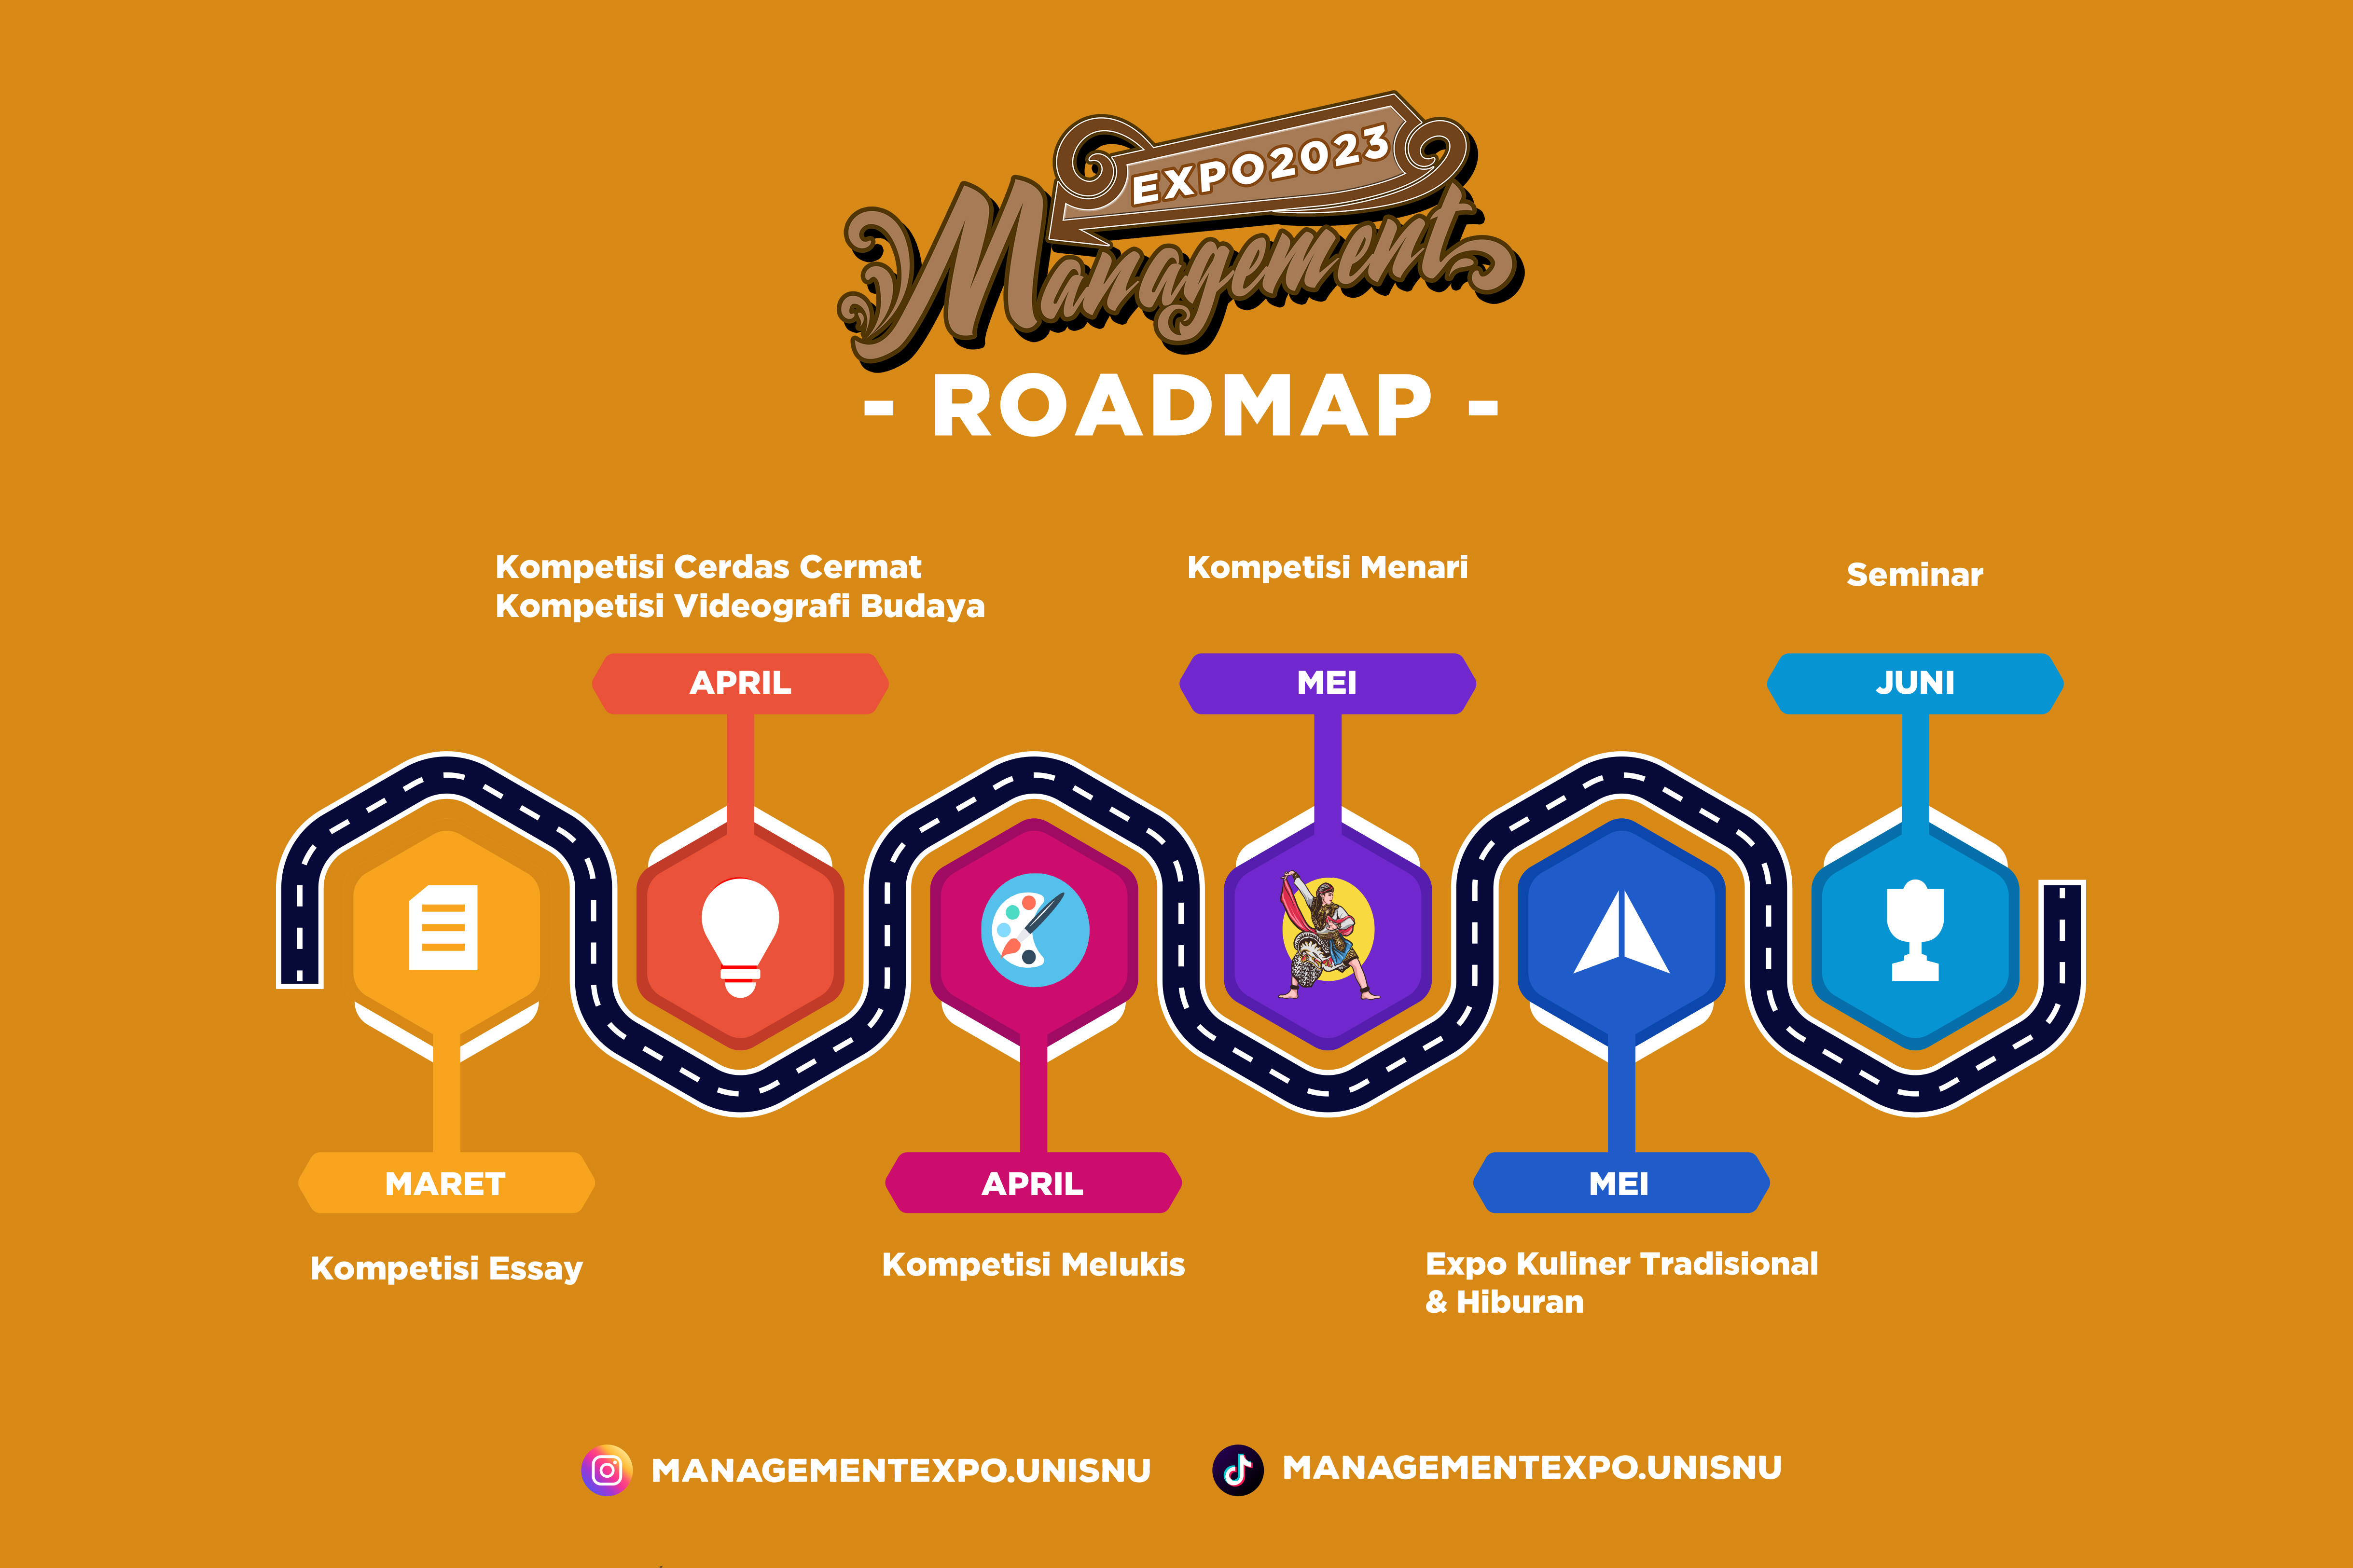 EXPO2023
Management
- ROADMAP -
Kompetisi Cerdas Cermat
Kompetisi Videografi Budaya
Kompetisi Menari
Seminar
APRIL
MEI
JUNI
MARET
APRIL
MEI
Kompetisi Essay
Kompetisi Melukis
Expo Kuliner Tradisional
& Hiburan
MANAGEMENTEXPO.UNISNU
MANAGEMENTEXPO.UNISNU